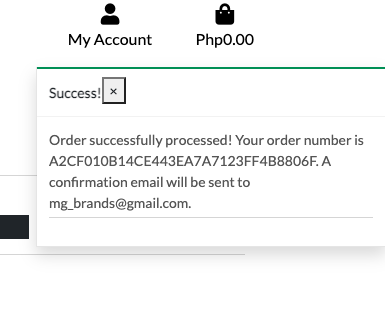 My Account Php0.00
Success! ×
Order successfully processed! Your order number is
A2CF010B14CE443EA7A7123FF4B8806F. A
confirmation email will be sent to
mg_brands@gmail.com.